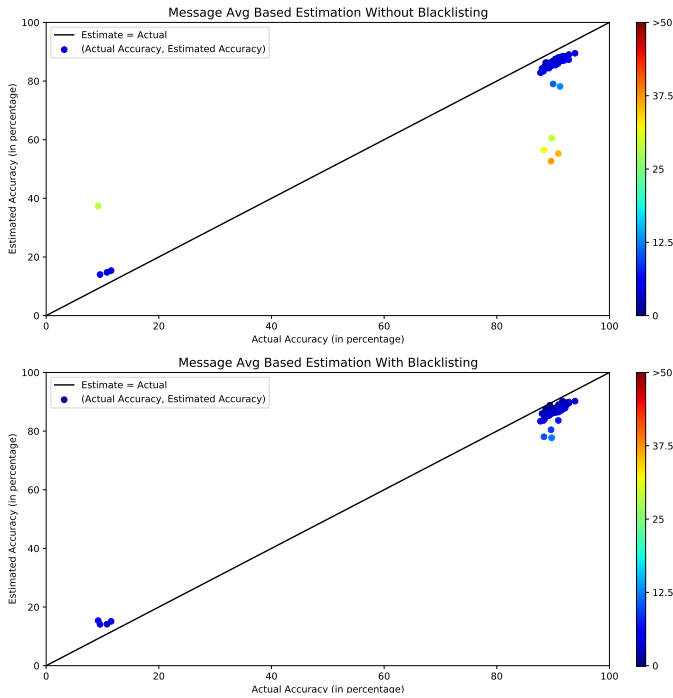 Message Avg Based Estimation Without Blacklisting
Estimate = Actual
(Actual Accuracy, Estimated Accuracy)
Estimated Accuracy (in percentage)
100
80
60
40
20
0
0 20 40 60 80 100
Actual Accuracy (in percentage)
>50
37.5
25
12.5
0
Message Avg Based Estimation With Blacklisting
Estimate = Actual
(Actual Accuracy, Estimated Accuracy)
Estimated Accuracy (in percentage)
100
80
60
40
20
0
0 20 40 60 80 100
Actual Accuracy (in percentage)
>50
37.5
25
12.5
0